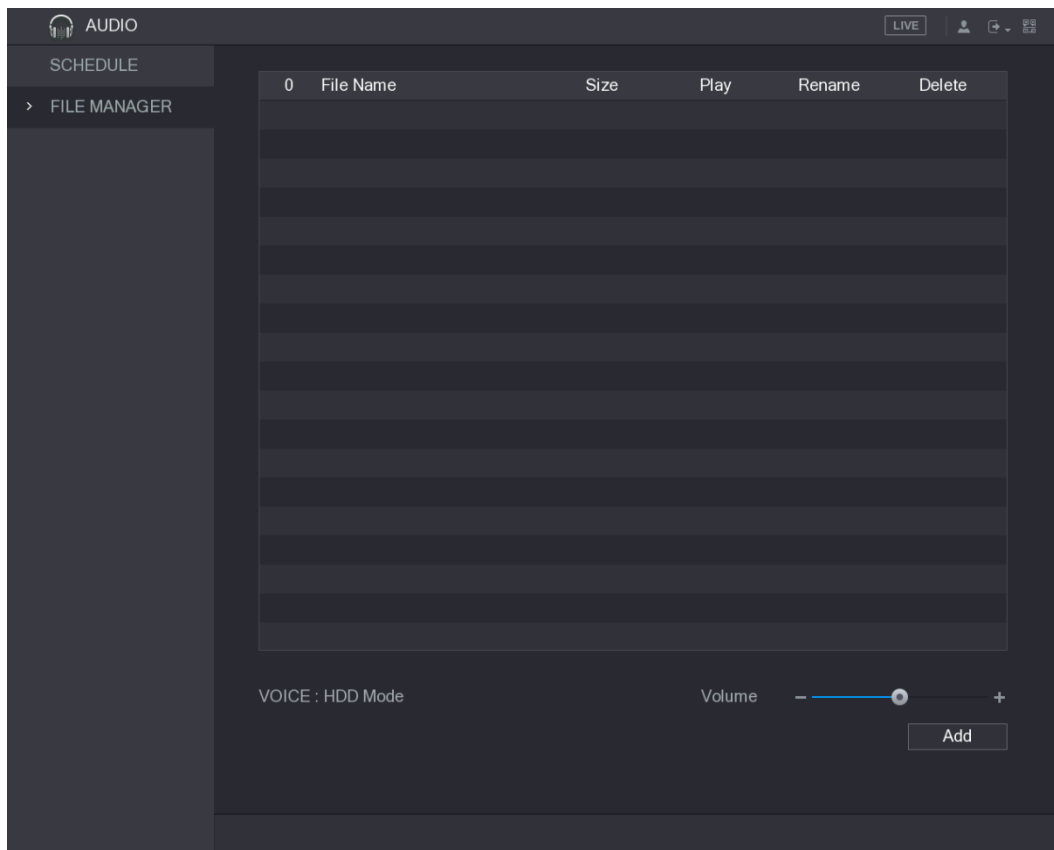 AUDIO LIVE
SCHEDULE
FILE MANAGER
0 File Name Size Play Rename Delete
VOICE : HDD Mode Volume
Add